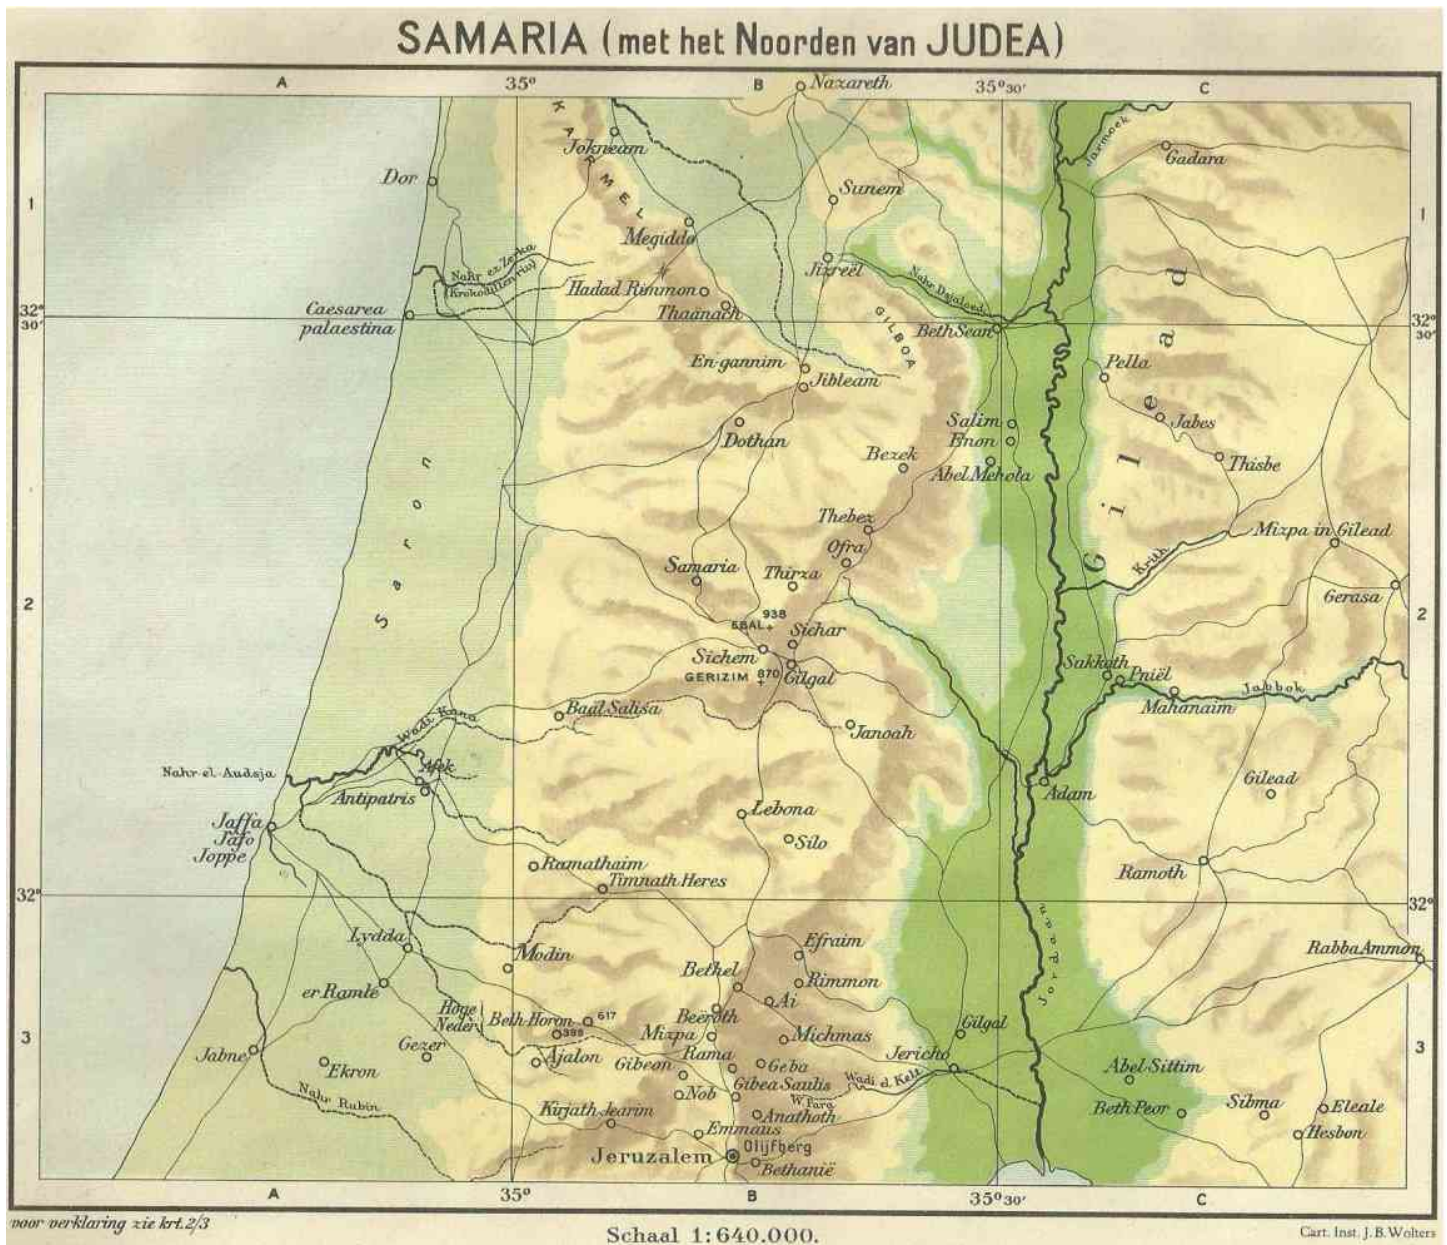 SAMARIA (met het Noorden van JUDEA)
A
35°
B
Nazareth
35° 30'
C
KARMEL
Jokneam
Jarmoek
Gadara
Dor
Sunem
1
1
Megiddo
Nahr ez Zerka
(Krokodillenrivi)
Jizreël
Nahr Dsjaloed
Hadad Rimmon
Thaänach
Caesarea
palaestina
32°
30'
GILBOA
Beth Sean
32°
30'
Gilead
En-gannim
Jibleam
Pella
Dothan
Salim
Enon
Jabes
Saron
Bezek
Abel Mehola
Thisbe
Thebez
Mizpa in Gilead
Ofra
Krith
Samaria
Thirza
Gerasa
2
2
938
EBAL
Sichar
Sichem
GERIZIM
870
Gilgal
Sakkoth
Pniël
Jabbok
Mahanaim
Baäl Salisa
Wadi Kana
Janoah
Nahr-el-Audsja
Afek
Antipatris
Adam
Gilead
Jaffa
Jafo
Joppe
Lebona
Silo
Ramathaim
Timnath Heres
Ramoth
32°
32°
Jordaan
Lydda
Modin
Efraim
Rabba Ammon
Bethel
Rimmon
er Ramle
Ai
Hoge
Neder
Beth-Horon
617
399
Beëroth
Mizpa
Michmas
Gilgal
3
3
Jabne
Ekron
Gezer
Ajalon
Gibeon
Rama
Geba
Jericho
Abel Sittim
Nahr Rubin
Nob
Gibea Saulis
Wadi d. Kelt
W. Fara
Kirjath Jearim
Anathoth
Beth Peor
Sibma
Eleale
Emmaus
Hesbon
Jeruzalem
Olijfberg
Bethanië
A
35°
B
35° 30'
C
voor verklaring zie krt. 2/3
Schaal 1:640.000.
Cart. Inst. J.B.Wolters